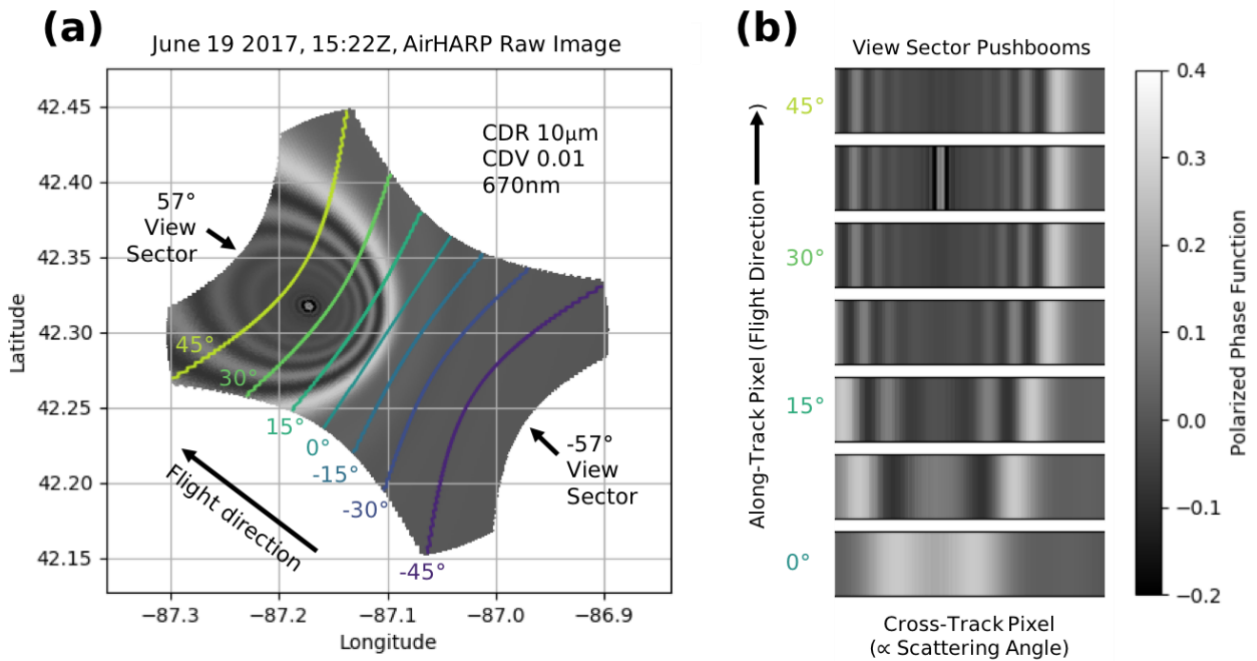 (a)
June 19 2017, 15:22Z, AirHARP Raw Image
Latitude
42.45
42.40
42.35
42.30
42.25
42.20
42.15
CDR 10μm
CDV 0.01
670nm
57°
View
Sector
45°
30°
15°
0°
-15°
-30°
-45°
-57°
View
Sector
Flight direction
−87.3
−87.2
−87.1
−87.0
−86.9
Longitude
(b)
View Sector Pushbooms
Along-Track Pixel (Flight Direction )
45°
30°
15°
0°
Cross-Track Pixel
(∝ Scattering Angle)
0.4
0.3
0.2
0.1
0.0
−0.1
−0.2
Polarized Phase Function